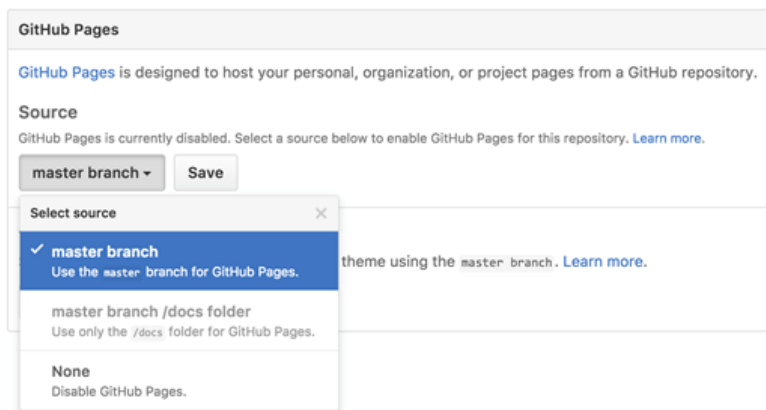 GitHub Pages
GitHub Pages is designed to host your personal, organization, or project pages from a GitHub repository.
Source
GitHub Pages is currently disabled. Select a source below to enable GitHub Pages for this repository. Learn more.
master branch Save
Select source
master branch
Use the master branch for GitHub Pages.
theme using the master branch. Learn more.
master branch /docs folder
Use only the /docs folder for GitHub Pages.
None
Disable GitHub Pages.